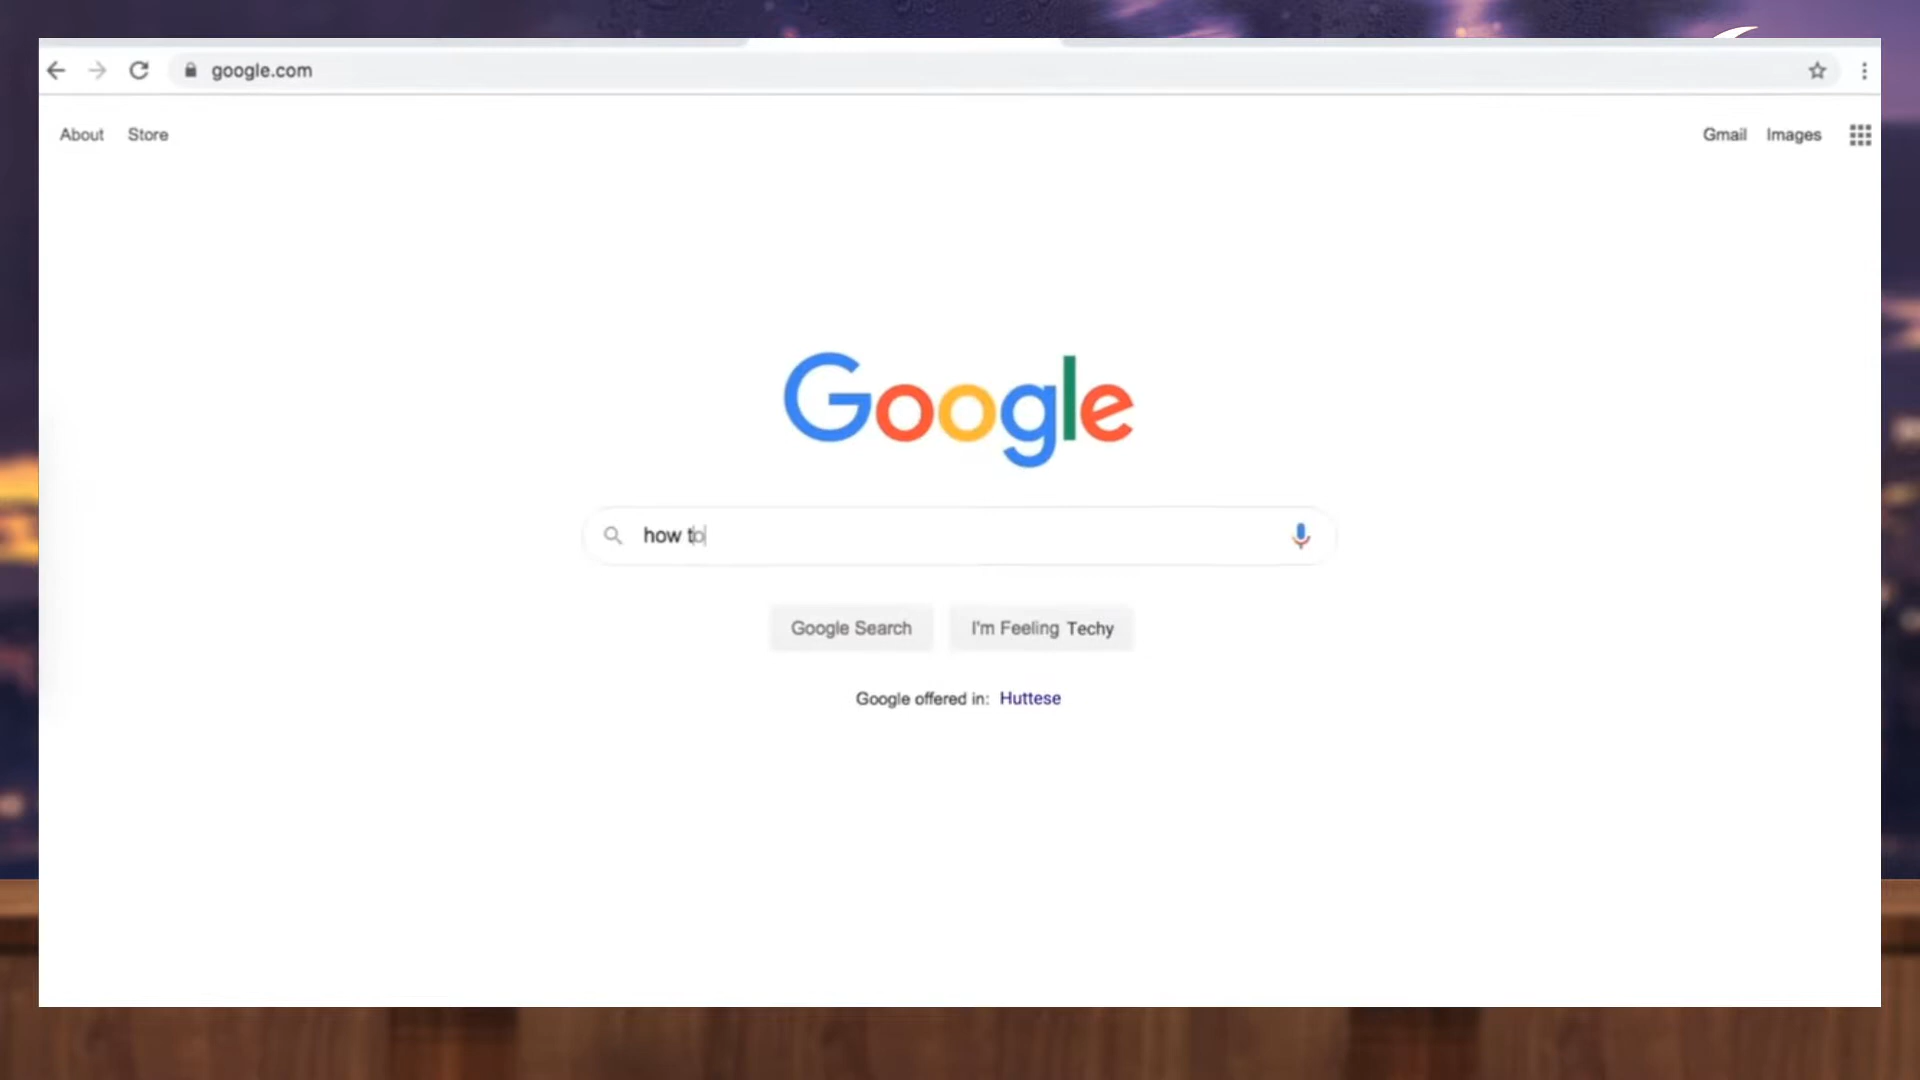 google.com
About Store
Gmail Images
Google
how to
Google Search
I'm Feeling Techy
Google offered in: Huttese